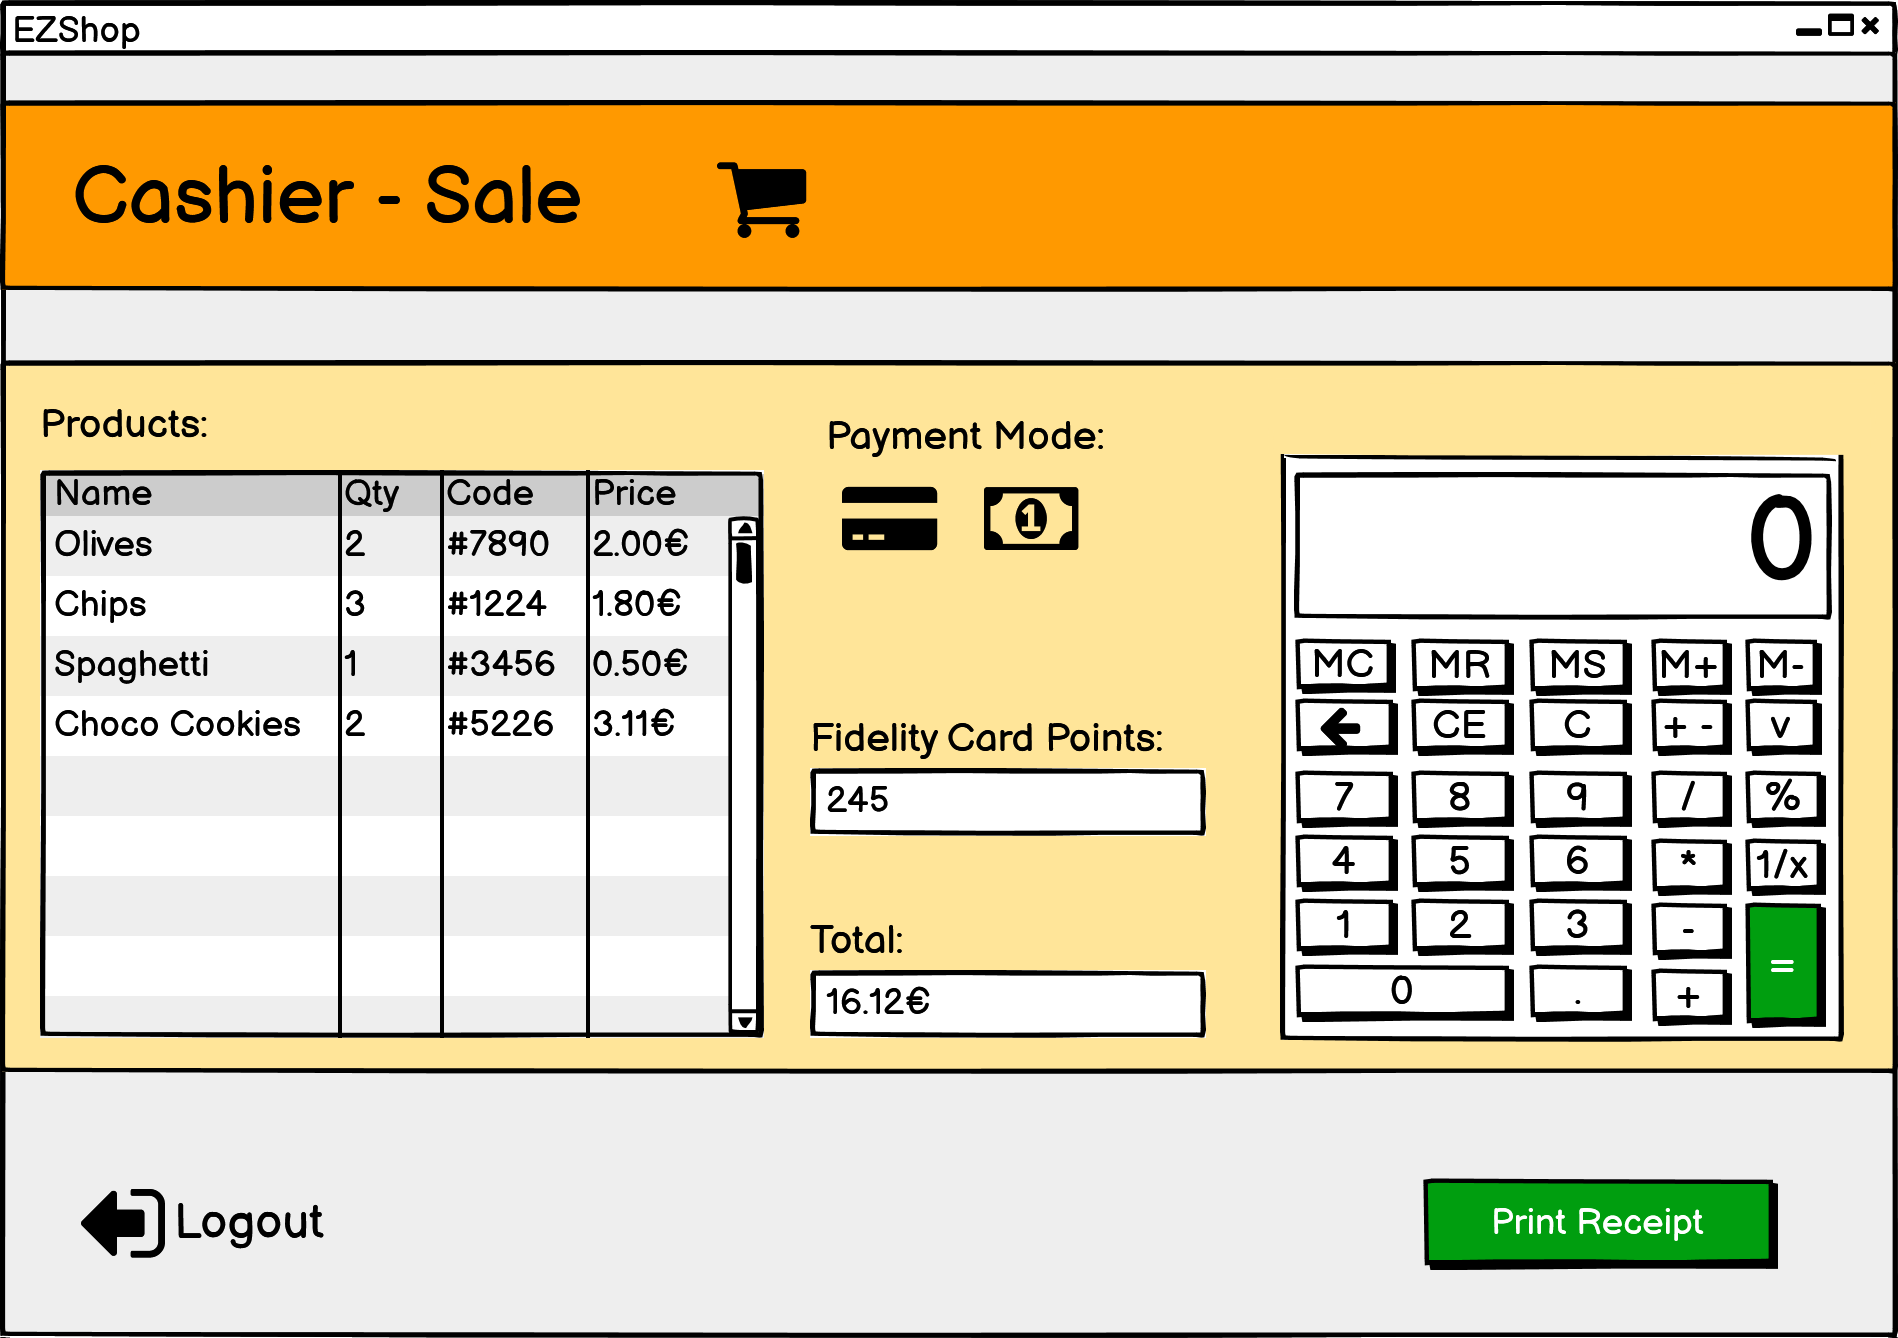 EZShop
Cashier - Sale
Products:
Name Qty Code Price
Olives 2 #7890 2.00€
Chips 3 #1224 1.80€
Spaghetti 1 #3456 0.50€
Choco Cookies 2 #5226 3.11€
Payment Mode:
1
Fidelity Card Points:
245
Total:
16.12€
0
MC MR MS M+ M-
CE C + - v
7 8 9 / %
4 5 6 * 1/x
1 2 3 - =
0 . +
Logout
Print Receipt